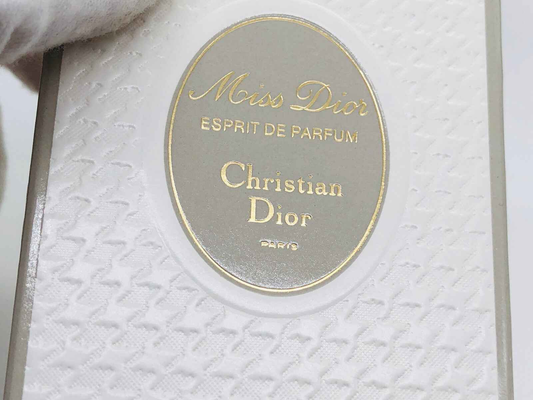 Miss Dior
ESPRIT DE PARFUM
Christian
Dior
PARIS